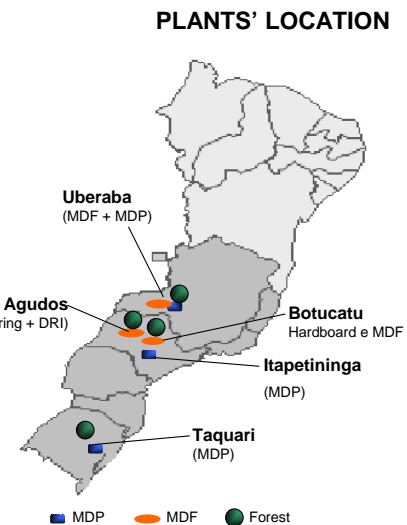 PLANTS’ LOCATION
Uberaba
(MDF + MDP)
Agudos
ring + DRI)
Botucatu
Hardboard e MDF
Itapetininga
(MDP)
Taquari
(MDP)
MDP MDF Forest